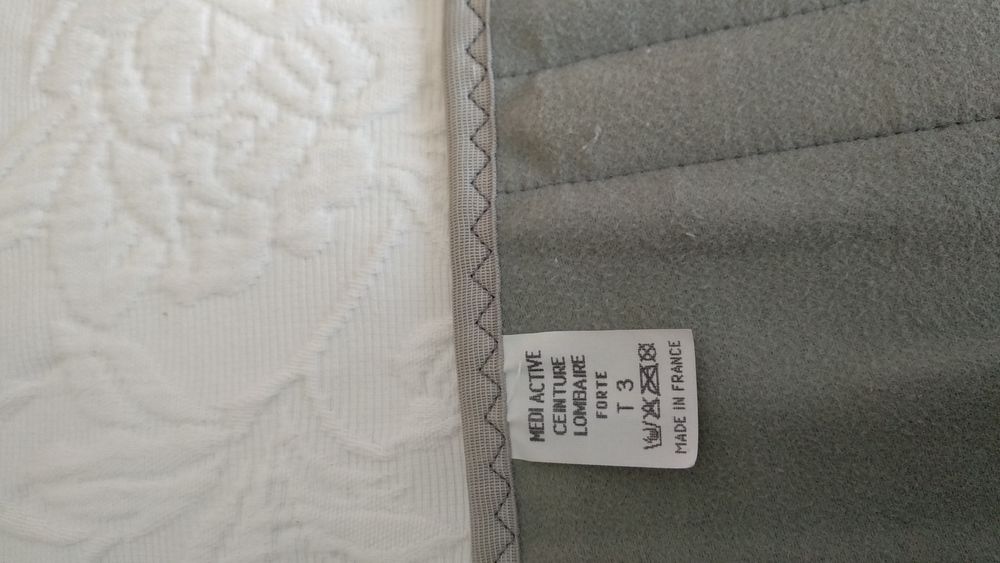 MEDI ACTIVE
CEINTURE
LOMBAIRE
FORTE
T 3
MADE IN FRANCE